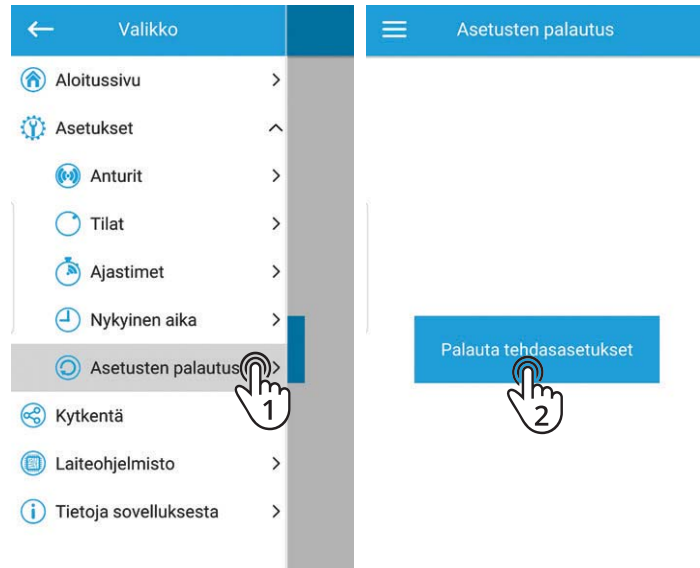 Valikko
Aloitussivu
Asetukset
Anturit
Tilat
Ajastimet
Nykyinen aika
Asetusten palautus
1
Kytkentä
Laiteohjelmisto
Tietoja sovelluksesta
Asetusten palautus
Palauta tehdasasetukset
2